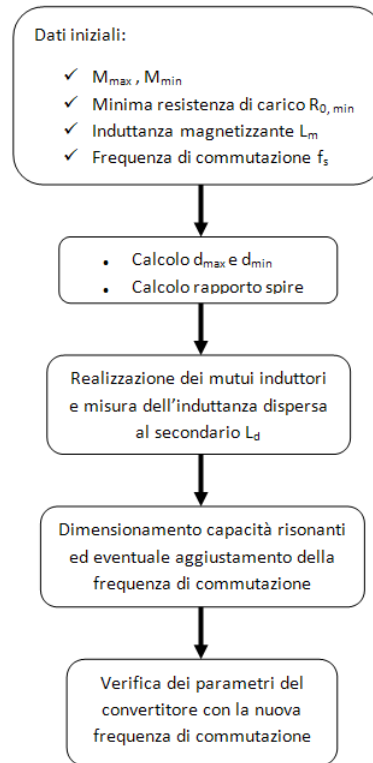 Dati iniziali:
✓ Mmax , Mmin
✓ Minima resistenza di carico R0, min
✓ Induttanza magnetizzante Lm
✓ Frequenza di commutazione fs
• Calcolo dmax e dmin
• Calcolo rapporto spire
Realizzazione dei mutui induttori
e misura dell'induttanza dispersa
al secondario Ld
Dimensionamento capacità risonanti
ed eventuale aggiustamento della
frequenza di commutazione
Verifica dei parametri del
convertitore con la nuova
frequenza di commutazione